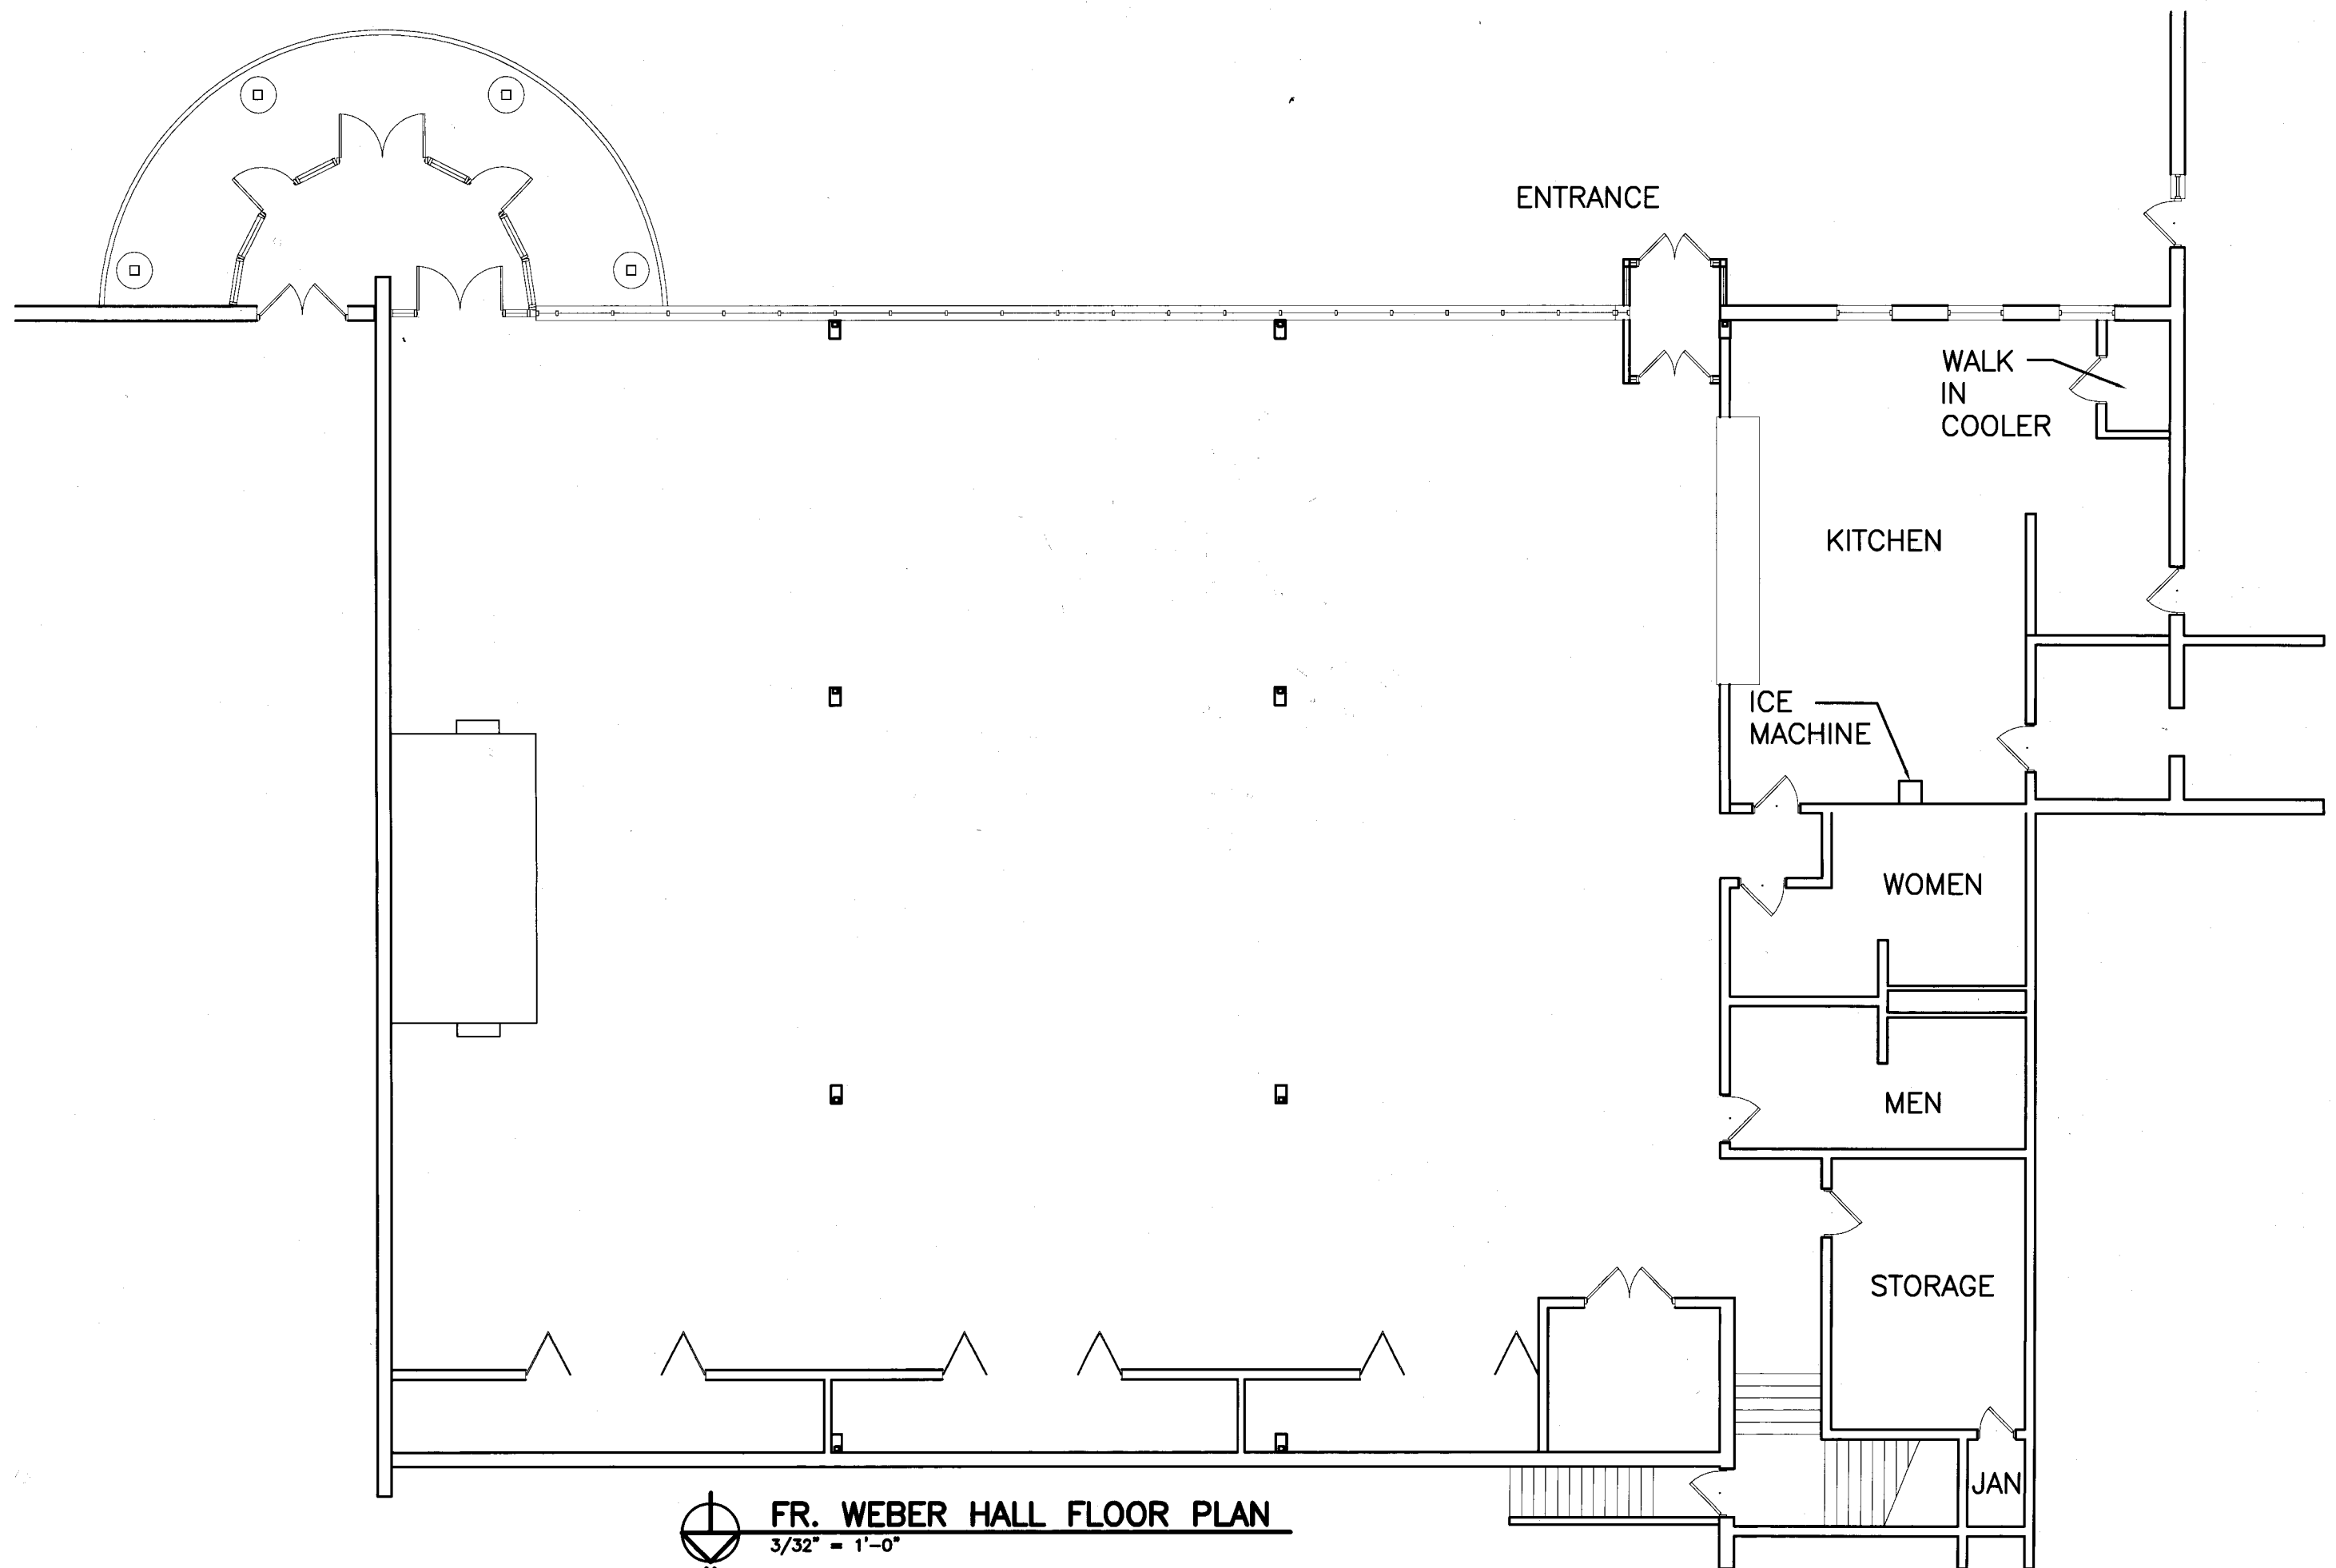 ENTRANCE
WALK
IN
COOLER
KITCHEN
ICE
MACHINE
WOMEN
MEN
STORAGE
JAN
FR. WEBER HALL FLOOR PLAN
3/32" = 1'-0"